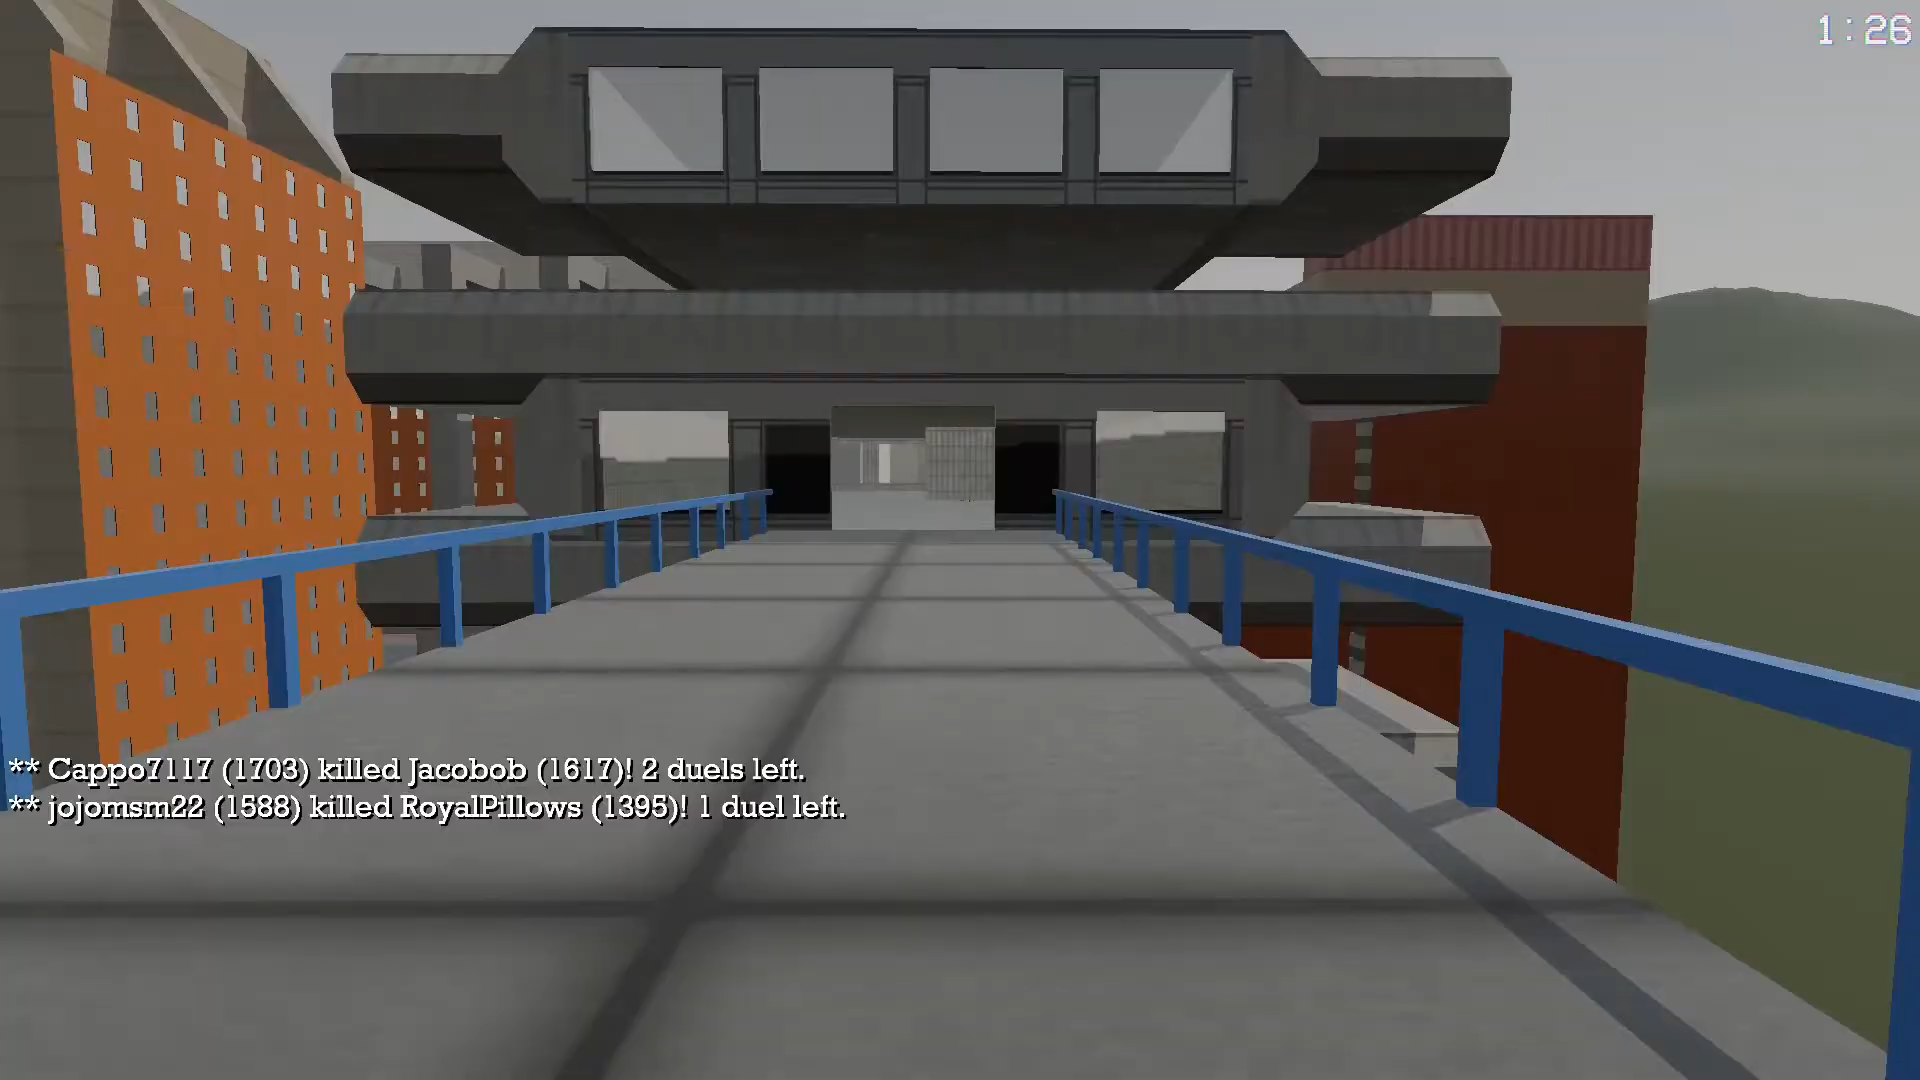 1:26
** Cappo7117 (1703) killed Jacobob (1617)! 2 duels left.
** jojomsm22 (1588) killed RoyalPillows (1395)! 1 duel left.